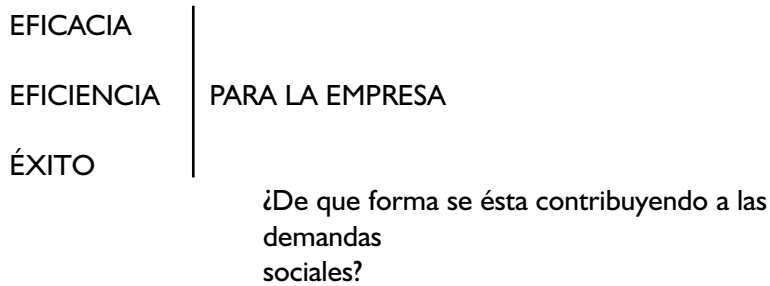 EFICACIA
EFICIENCIA PARA LA EMPRESA
ÉXITO
¿De que forma se ésta contribuyendo a las
demandas
sociales?